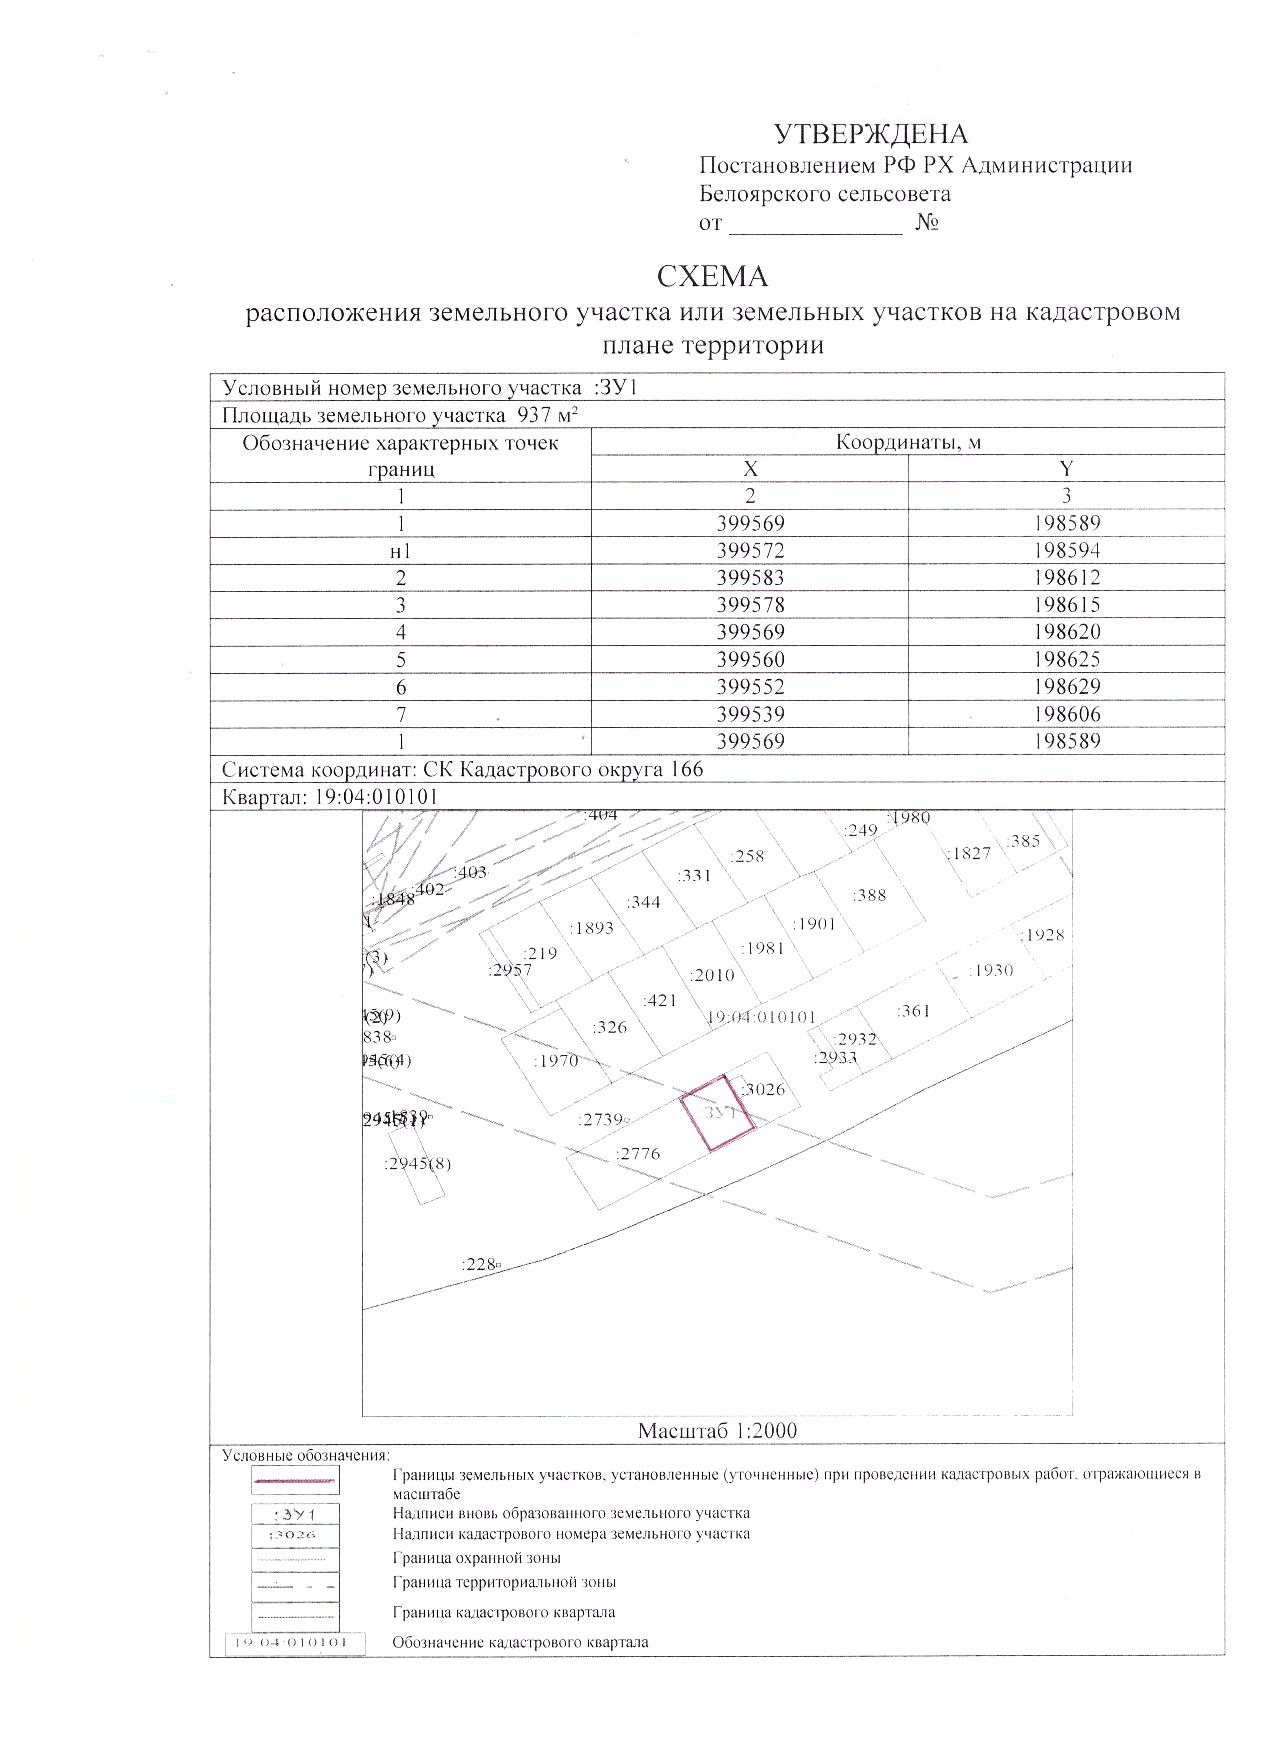 УТВЕРЖДЕНА
Постановлением РФ РХ Администрации
Белоярского сельсовета
от ______________ №
СХЕМА
расположения земельного участка или земельных участков на кадастровом
плане территории
Условный номер земельного участка :ЗУ1
Площадь земельного участка 937 м²
Обозначение характерных точек границ
Координаты, м
X Y
1 2 3
1 399569 198589
н1 399572 198594
2 399583 198612
3 399578 198615
4 399569 198620
5 399560 198625
6 399552 198629
7 399539 198606
1 399569 198589
Система координат: СК Кадастрового округа 166
Квартал: 19:04:010101
:404
:1980
:249
:385
:258
:1827
:403
:331
:402
:1848
:344
:388
:1893
:1901
:1928
:219
:1981
(3)
:2957
:2010
:1930
:421
:361
19:04:010101
:326
838
:2932
:2933
:1970
:3026
ЗУ1
:2739
:1839
:2776
:2945(8)
:228
Масштаб 1:2000
Условные обозначения:
Границы земельных участков, установленные (уточненные) при проведении кадастровых работ, отражающиеся в
масштабе
:ЗУ1 Надписи вновь образованного земельного участка
:3026 Надписи кадастрового номера земельного участка
Граница охранной зоны
Граница территориальной зоны
Граница кадастрового квартала
19 04:010101 Обозначение кадастрового квартала